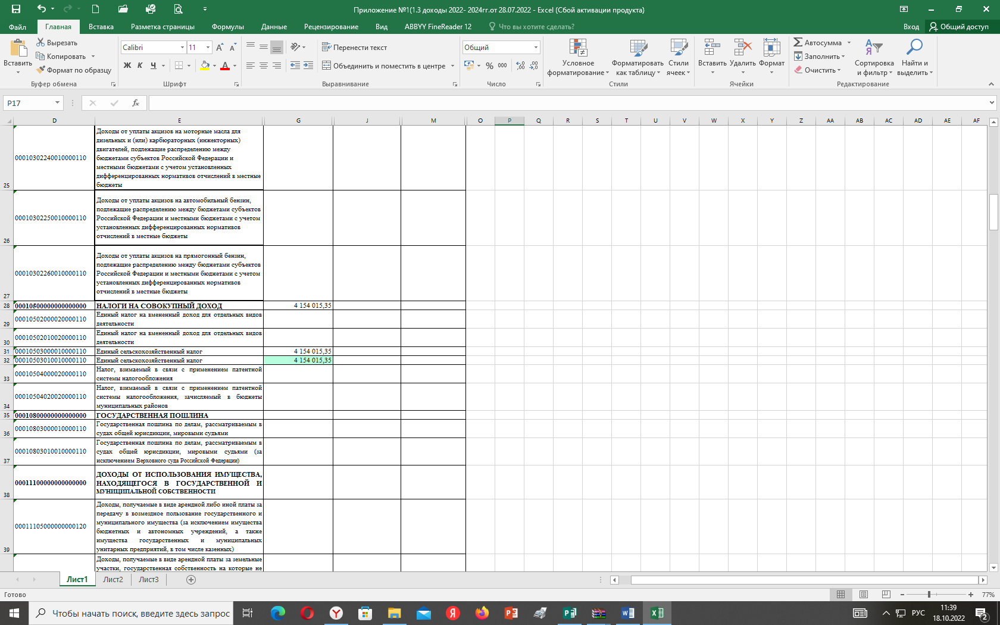 Приложение №1(1.3 доходы 2022- 2024гг.от 28.07.2022 - Excel (Сбой активации продукта)
Файл Главная Вставка Разметка страницы Формулы Данные Рецензирование Вид ABBYY FineReader 12 Что вы хотите сделать? Вход Общий доступ
Вставить
Вырезать
Копировать
Формат по образцу
Буфер обмена
Calibri 11
Ж К Ч А
Шрифт
Перенести текст
Объединить и поместить в центре
Выравнивание
Общий
% 000
Число
Условное форматирование
Форматировать как таблицу
Стили ячеек
Стили
Вставить Удалить Формат
Ячейки
Автосумма
Заполнить
Очистить
Сортировка и фильтр
Найти и выделить
Редактирование
P17 fx
D E G J M O P Q R S T U V W X Y Z AA AB AC AD AE AF
25 00010302240010000110
Доходы от уплаты акцизов на моторные масла для
дизельных и (или) карбюраторных (инжекторных)
двигателей, подлежащие распределению между
бюджетами субъектов Российской Федерации и
местными бюджетами с учетом установленных
дифференцированных нормативов отчислений в местные
бюджеты
26 00010302250010000110
Доходы от уплаты акцизов на автомобильный бензин,
подлежащие распределению между бюджетами субъектов
Российской Федерации и местными бюджетами с учетом
установленных дифференцированных нормативов
отчислений в местные бюджеты
27 00010302260010000110
Доходы от уплаты акцизов на прямогонный бензин,
подлежащие распределению между бюджетами субъектов
Российской Федерации и местными бюджетами с учетом
установленных дифференцированных нормативов
отчислений в местные бюджеты
28 00010500000000000000 НАЛОГИ НА СОВОКУПНЫЙ ДОХОД 4 154 015,35
29 00010502000020000110
Единый налог на вмененный доход для отдельных видов
деятельности
30 00010502010020000110
Единый налог на вмененный доход для отдельных видов
деятельности
31 00010503000010000110 Единый сельскохозяйственный налог 4 154 015,35
32 00010503010010000110 Единый сельскохозяйственный налог 4 154 015,35
33 00010504000020000110
Налог, взимаемый в связи с применением патентной
системы налогообложения
34 00010504020020000110
Налог, взимаемый в связи с применением патентной
системы налогообложения, зачисляемый в бюджеты
муниципальных районов
35 00010800000000000000 ГОСУДАРСТВЕННАЯ ПОШЛИНА
36 00010803000010000110
Государственная пошлина по делам, рассматриваемым в
судах общей юрисдикции, мировыми судьями
37 00010803010010000110
Государственная пошлина по делам, рассматриваемым в
судах общей юрисдикции, мировыми судьями (за
исключением Верховного суда Российской Федерации)
38 00011100000000000000
ДОХОДЫ ОТ ИСПОЛЬЗОВАНИЯ ИМУЩЕСТВА,
НАХОДЯЩЕГОСЯ В ГОСУДАРСТВЕННОЙ И
МУНИЦИПАЛЬНОЙ СОБСТВЕННОСТИ
39 00011105000000000120
Доходы, получаемые в виде арендной либо иной платы за
передачу в возмездное пользование государственного и
муниципального имущества (за исключением имущества
бюджетных и автономных учреждений, а также
имущества государственных и муниципальных
унитарных предприятий, в том числе казенных)
Доходы, получаемые в виде арендной платы за земельные
участки, государственная собственность на которые не
Лист1 Лист2 Лист3
Готово 77%
Чтобы начать поиск, введите здесь запрос
РУС 11:39
18.10.2022 2